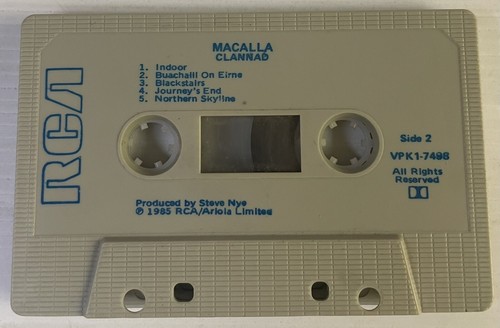 RCA
MACALLA
CLANNAD
1. Indoor
2. Buachaill On Eirne
3. Blackstairs
4. Journey's End
5. Northern Skyline
Side 2
VPK1-7498
All Rights
Reserved
Produced by Steve Nye
℗ 1985 RCA/Ariola Limited